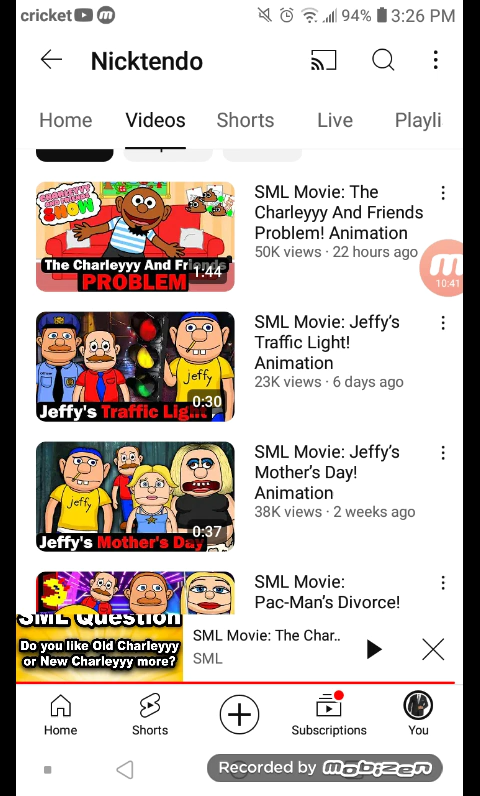 cricket 94% 3:26 PM
Nicktendo
Home Videos Shorts Live Playli
CHARLEYYY
AND FRIENDS
SHOW
The Charleyyy And Friends'
PROBLEM
1:44
SML Movie: The
Charleyyy And Friends
Problem! Animation
50K views · 22 hours ago
10:41
jeffy
Jeffy's Traffic Light
0:30
SML Movie: Jeffy’s
Traffic Light!
Animation
23K views · 6 days ago
jeffy
Jeffy's Mother's Day
0:37
SML Movie: Jeffy’s
Mother’s Day!
Animation
38K views · 2 weeks ago
SML Movie:
Pac-Man’s Divorce!
SML Question
Do you like Old Charleyyy
or New Charleyyy more?
SML Movie: The Char..
SML
Home Shorts Subscriptions You
Recorded by mobizen